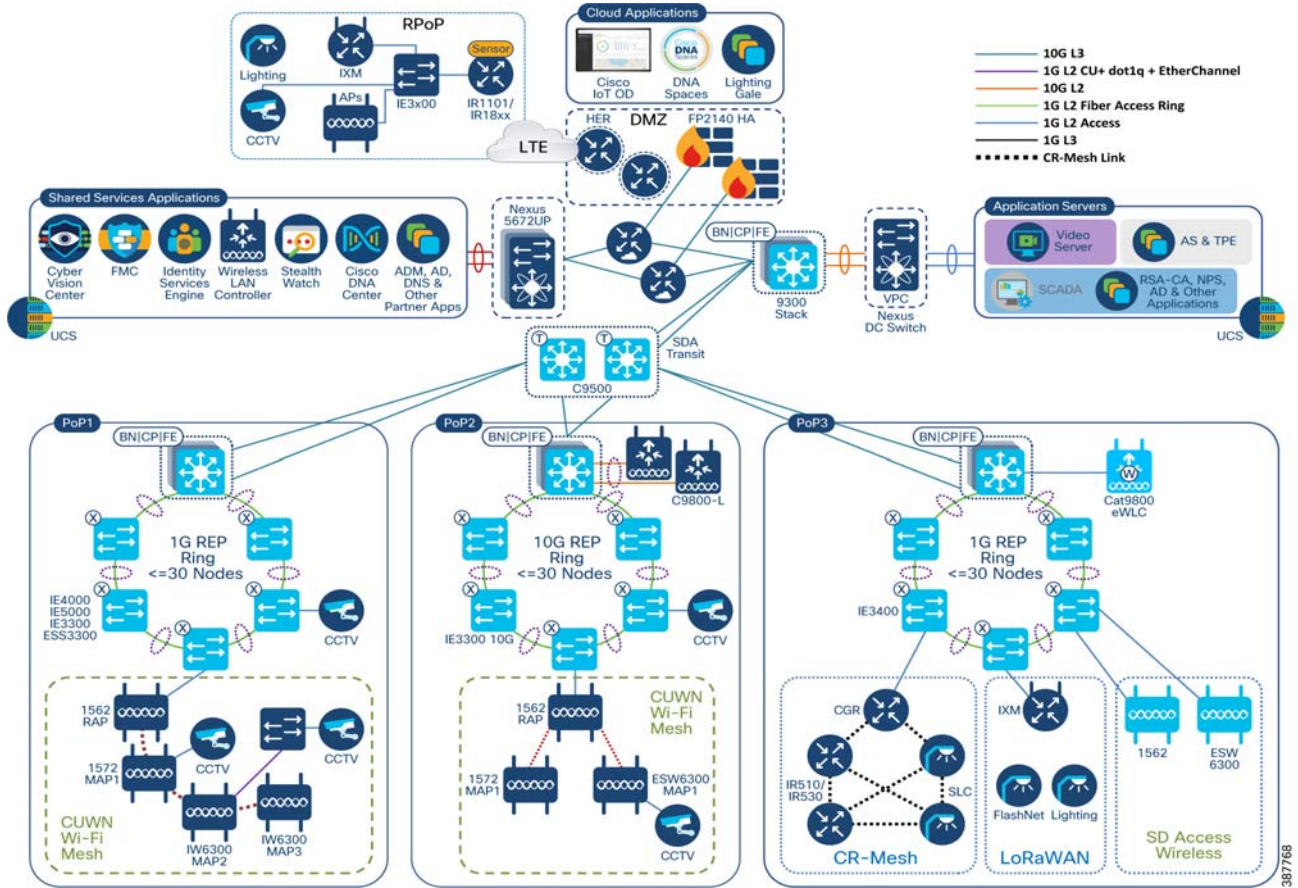 RPoP
Lighting
IXM
Sensor
IE3x00
IR1101/
IR18xx
CCTV
APs
LTE
Cloud Applications
Cisco
IoT OD
Cisco
DNA
Spaces
DNA
Spaces
Lighting
Gale
HER
DMZ
FP2140 HA
10G L3
1G L2 CU+ dot1q + EtherChannel
10G L2
1G L2 Fiber Access Ring
1G L2 Access
1G L3
CR-Mesh Link
Shared Services Applications
Cyber
Vision
Center
FMC
Identity
Services
Engine
Wireless
LAN
Controller
Stealth
Watch
Cisco
DNA
Center
ADM, AD,
DNS &
Other
Partner Apps
UCS
Nexus
5672UP
BN|CP|FE
9300
Stack
VPC
Nexus
DC Switch
Application Servers
Video
Server
AS & TPE
SCADA
RSA-CA, NPS,
AD & Other
Applications
UCS
T
T
C9500
SDA
Transit
PoP1
BN|CP|FE
X
X
X
X
X
1G REP
Ring
<=30 Nodes
IE4000
IE5000
IE3300
ESS3300
CCTV
1562
RAP
1572
MAP1
CCTV
CCTV
IW6300
MAP2
IW6300
MAP3
CUWN
Wi-Fi
Mesh
PoP2
BN|CP|FE
C9800-L
X
X
X
X
X
10G REP
Ring
<=30 Nodes
IE3300 10G
CCTV
1562
RAP
CUWN
Wi-Fi
Mesh
1572
MAP1
ESW6300
MAP1
CCTV
PoP3
BN|CP|FE
W
Cat9800
eWLC
X
X
X
X
X
1G REP
Ring
<=30 Nodes
IE3400
CGR
IR510/
IR530
SLC
CR-Mesh
IXM
FlashNet
Lighting
LoRaWAN
1562
ESW
6300
SD Access
Wireless
387768